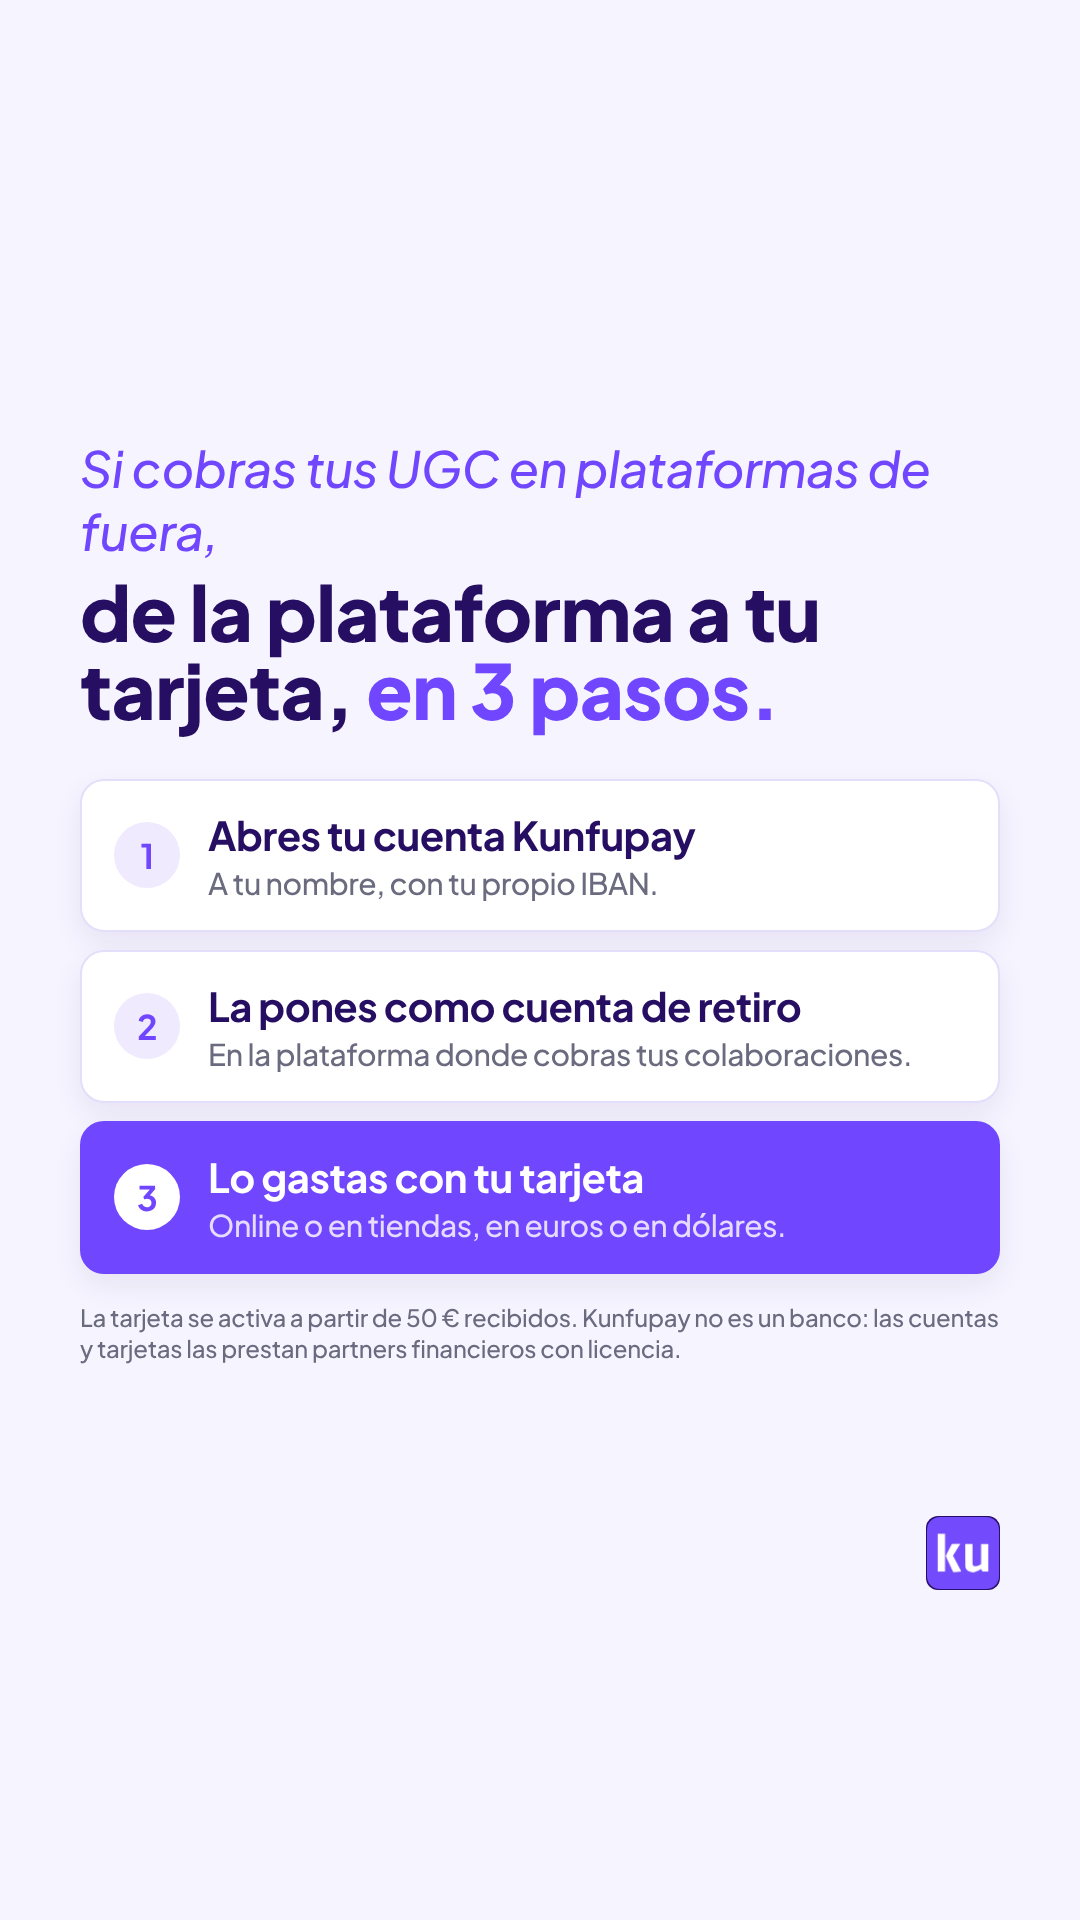 Si cobras tus UGC en plataformas de
fuera,
de la plataforma a tu
tarjeta, en 3 pasos.
1
Abres tu cuenta Kunfupay
A tu nombre, con tu propio IBAN.
2
La pones como cuenta de retiro
En la plataforma donde cobras tus colaboraciones.
3
Lo gastas con tu tarjeta
Online o en tiendas, en euros o en dólares.
La tarjeta se activa a partir de 50 € recibidos. Kunfupay no es un banco: las cuentas
y tarjetas las prestan partners financieros con licencia.
ku